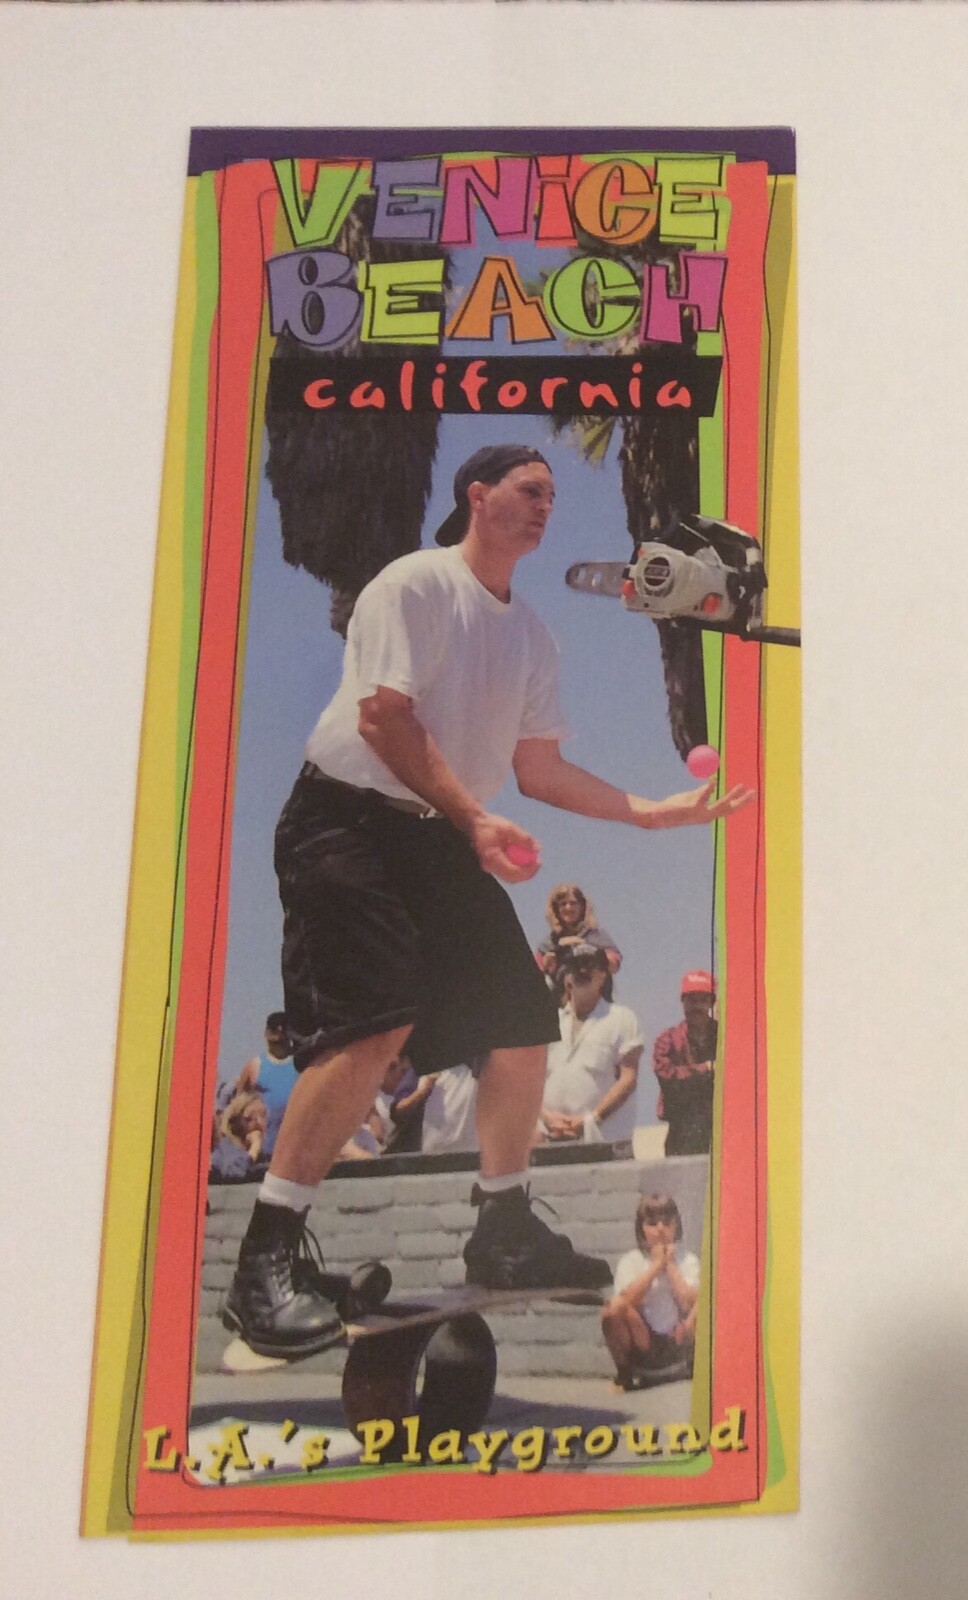 VENiCE
BEACH
california
L.A.'s Playground